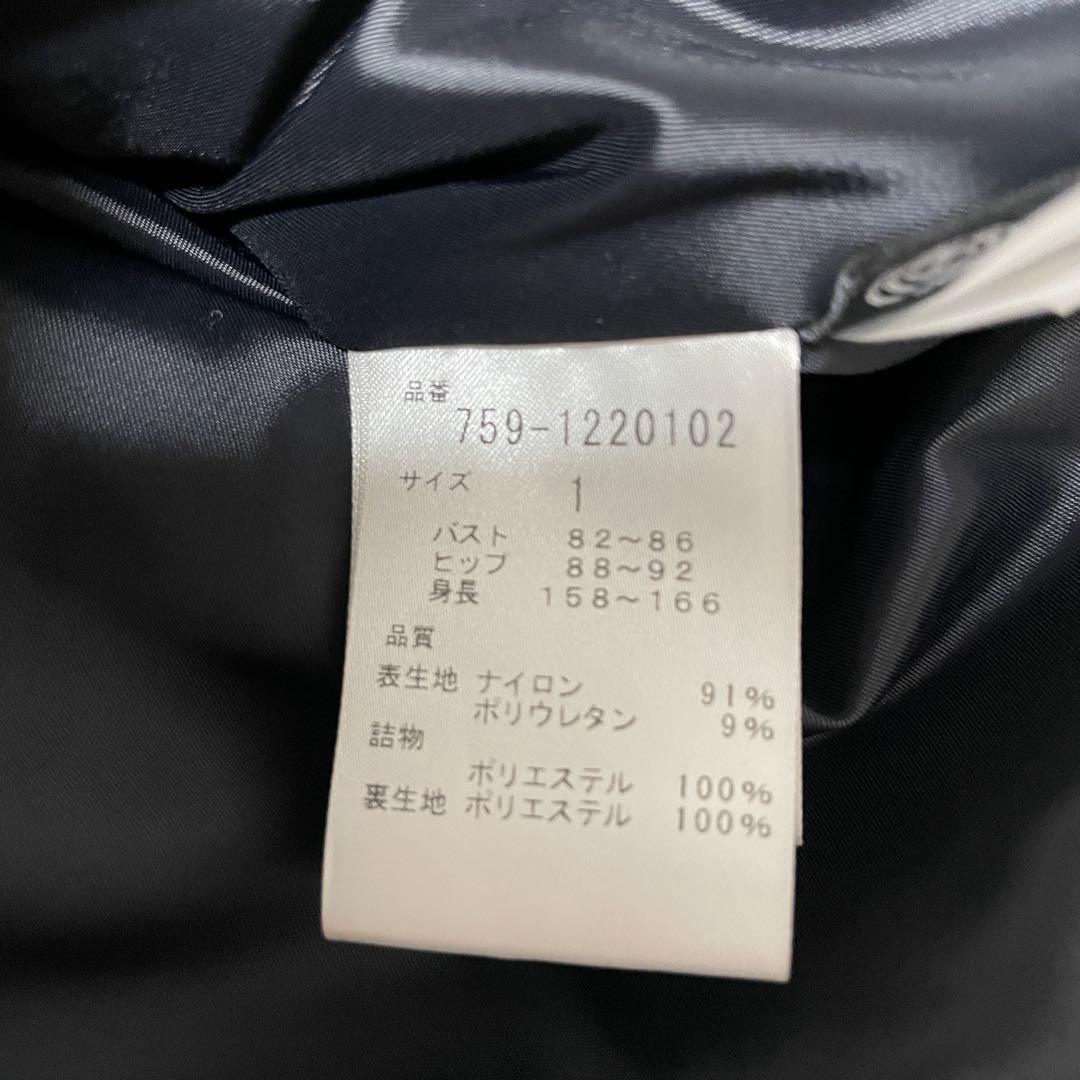 品番
759-1220102
サイズ 1
バスト 82～86
ヒップ 88～92
身長 158～166
品質
表生地 ナイロン 91%
ポリウレタン 9%
詰物
ポリエステル 100%
裏生地 ポリエステル 100%